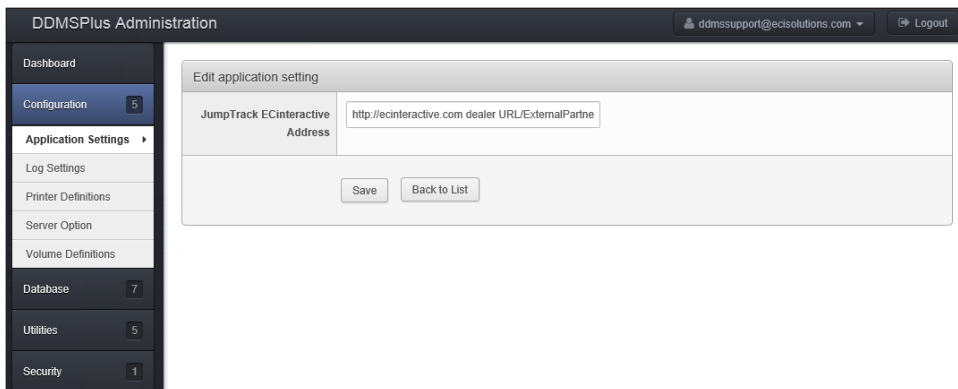 DDMSPlus Administration
ddmssupport@ecisolutions.com
Logout
Dashboard
Configuration 5
Application Settings
Log Settings
Printer Definitions
Server Option
Volume Definitions
Database 7
Utilities 5
Security 1
Edit application setting
JumpTrack ECinteractive
Address
http://ecinteractive.com dealer URL/ExternalPartne
Save
Back to List